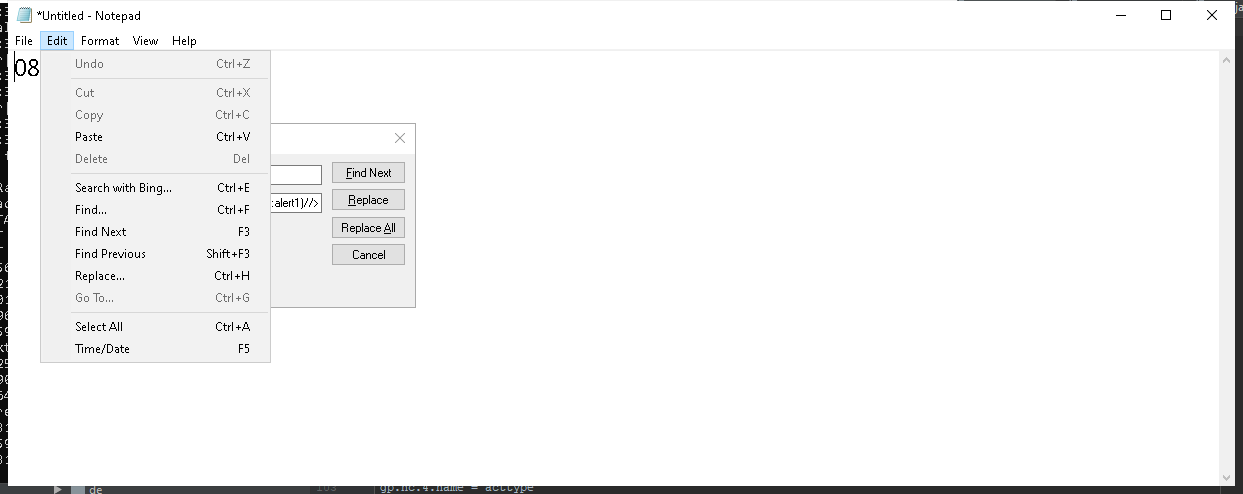 *Untitled - Notepad
File Edit Format View Help
08
Undo Ctrl+Z
Cut Ctrl+X
Copy Ctrl+C
Paste Ctrl+V
Delete Del
Search with Bing... Ctrl+E
Find... Ctrl+F
Find Next F3
Find Previous Shift+F3
Replace... Ctrl+H
Go To... Ctrl+G
Select All Ctrl+A
Time/Date F5
Find Next
:alert1)//>
Replace
Replace All
Cancel
de
103
gp.nc.4.name = acttype